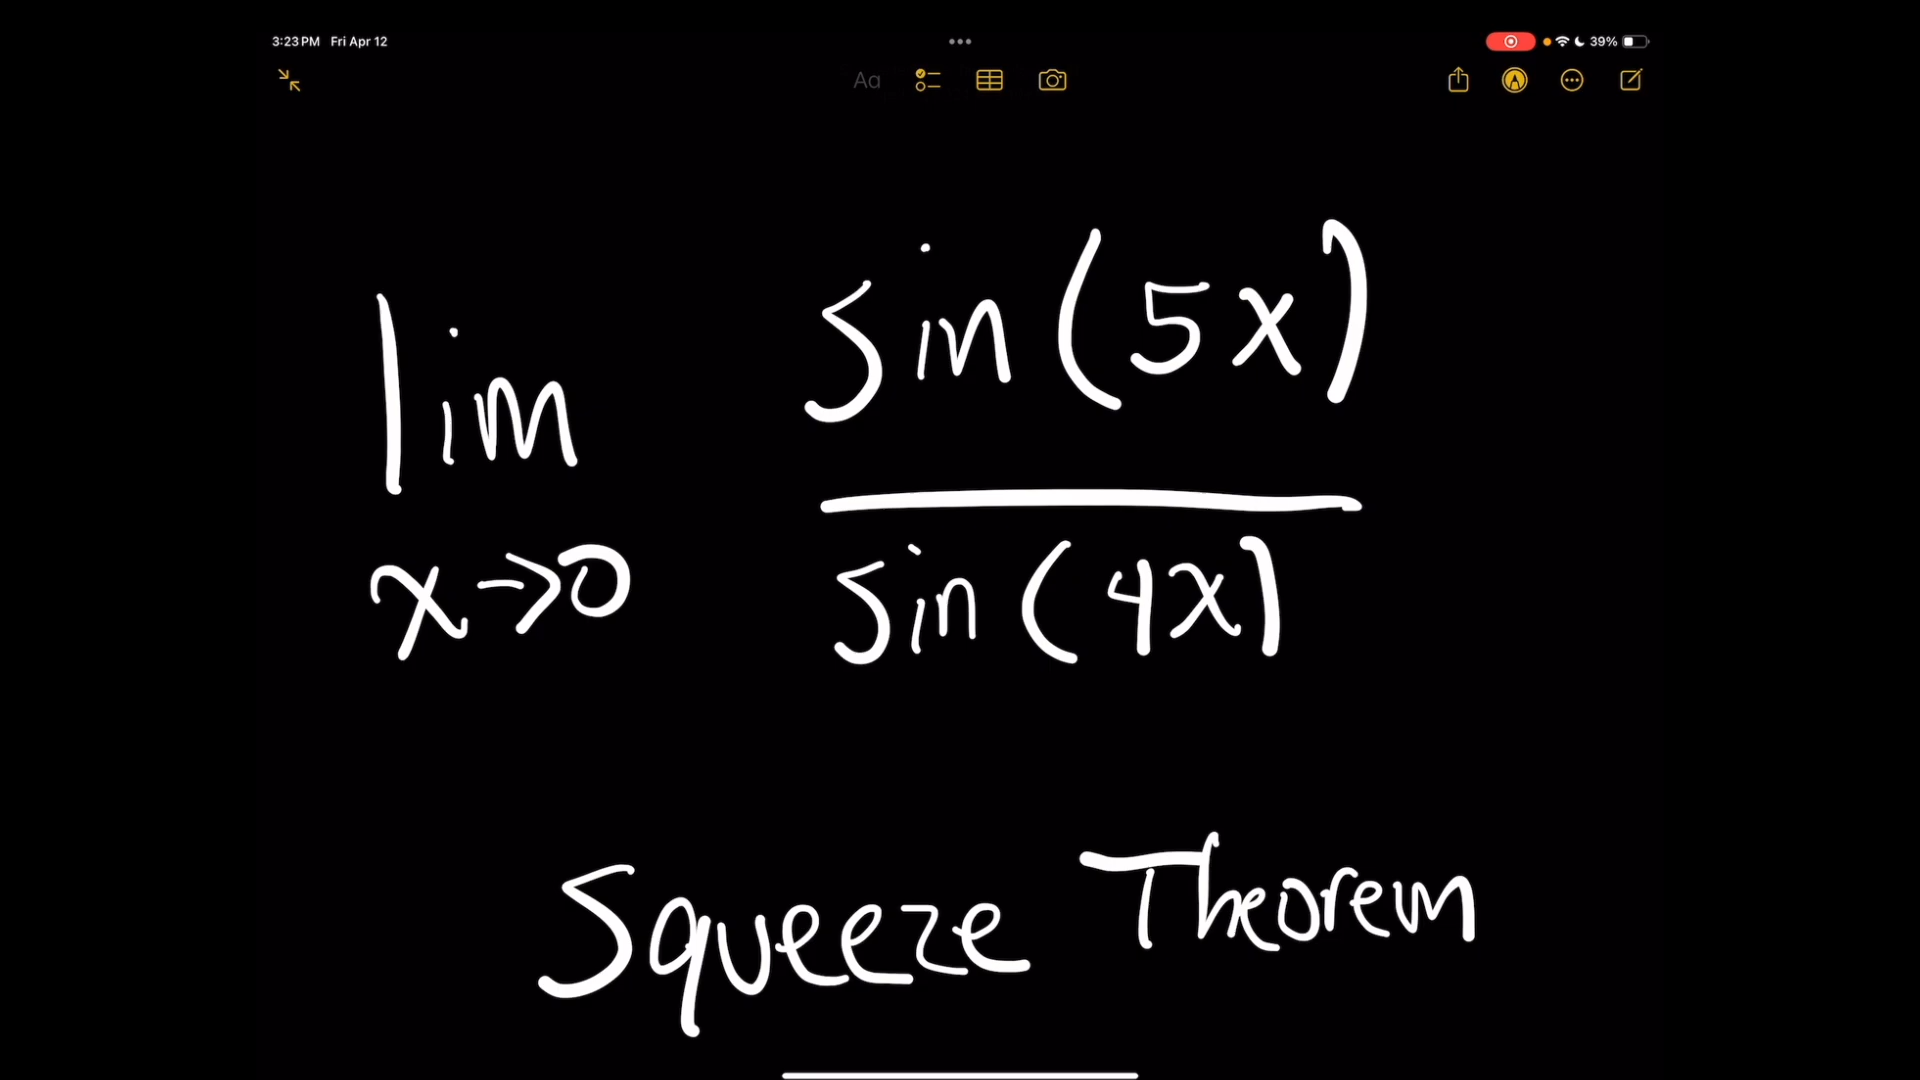 3:23 PM Fri Apr 12
39%
Aa
lim sin(5x)
x→0 sin(4x)
Squeeze Theorem